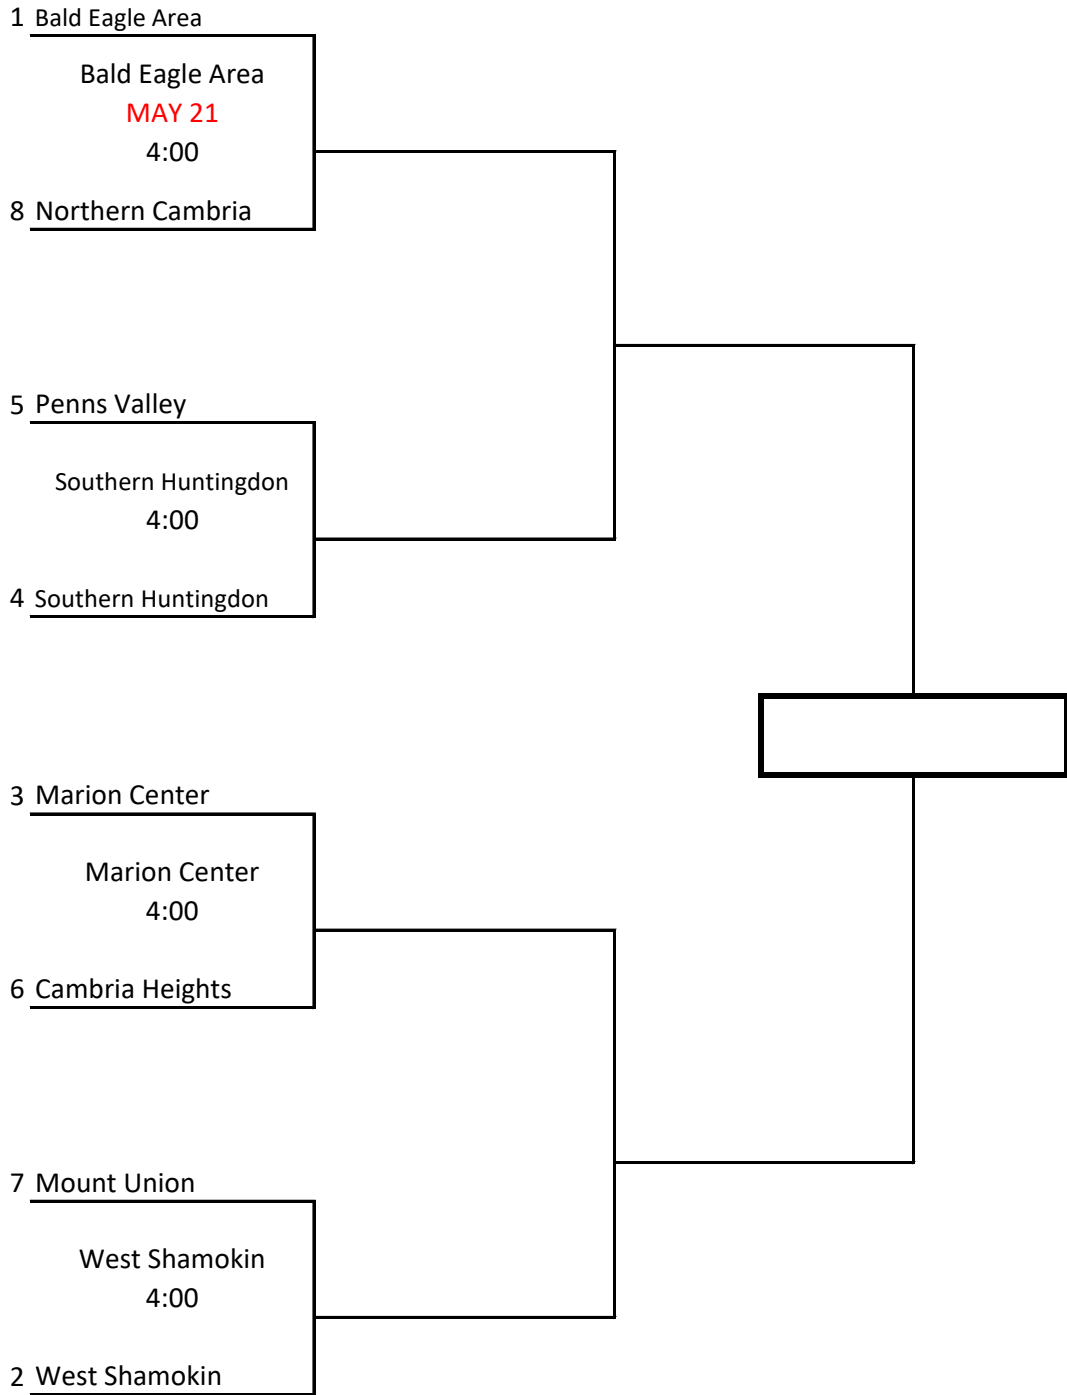 1 Bald Eagle Area
Bald Eagle Area
MAY 21
4:00
8 Northern Cambria
5 Penns Valley
Southern Huntingdon
4:00
4 Southern Huntingdon
3 Marion Center
Marion Center
4:00
6 Cambria Heights
7 Mount Union
West Shamokin
4:00
2 West Shamokin